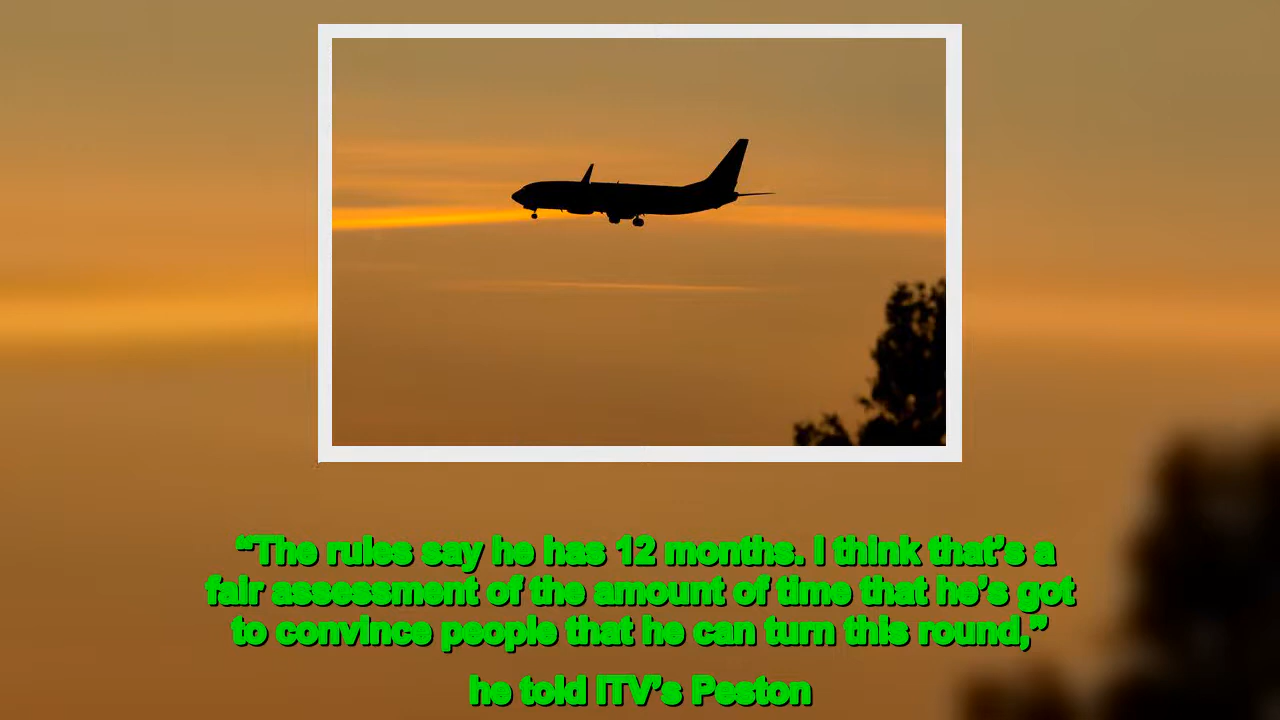 “The rules say he has 12 months. I think that’s a
fair assessment of the amount of time that he’s got
to convince people that he can turn this round,”
he told ITV’s Peston